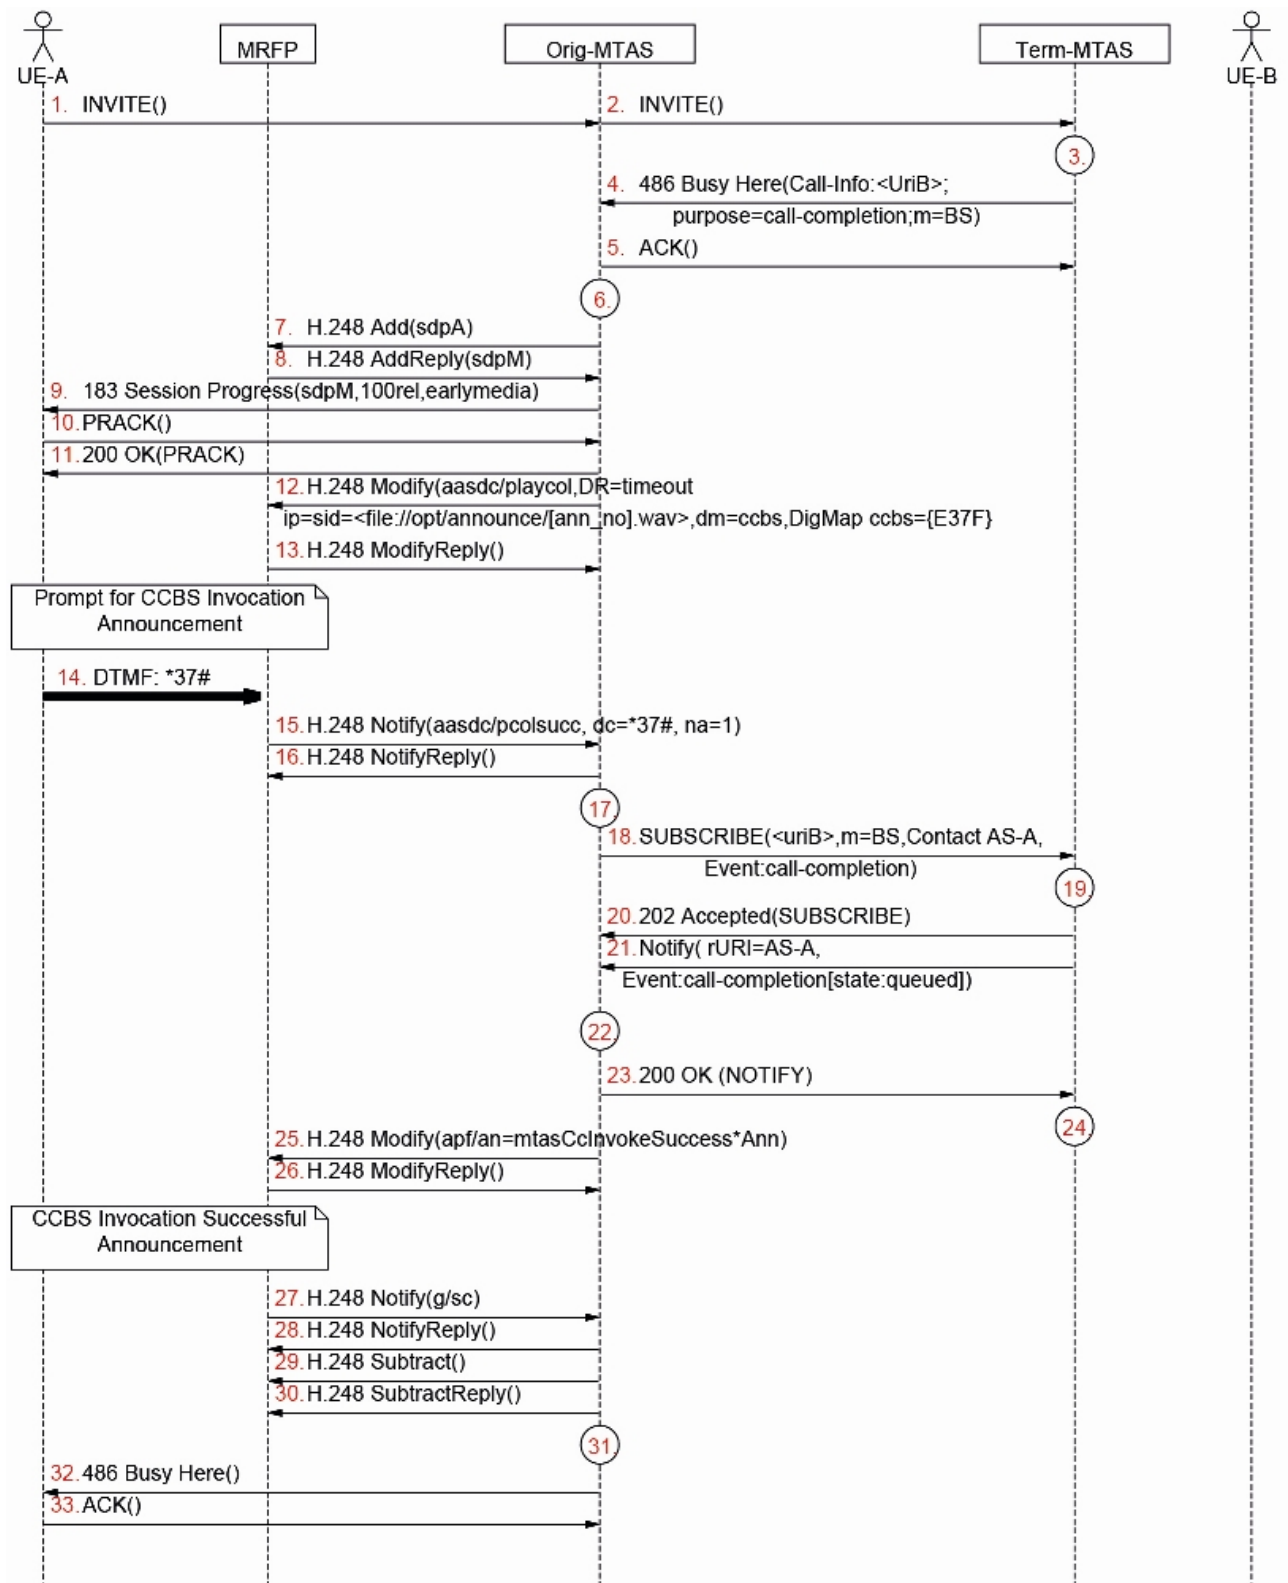 UE-A
MRFP
Orig-MTAS
Term-MTAS
UE-B
1. INVITE()
2. INVITE()
3.
4. 486 Busy Here(Call-Info:<UriB>;
purpose=call-completion;m=BS)
5. ACK()
6.
7. H.248 Add(sdpA)
8. H.248 AddReply(sdpM)
9. 183 Session Progress(sdpM,100rel,earlymedia)
10. PRACK()
11. 200 OK(PRACK)
12. H.248 Modify(aasdc/playcol,DR=timeout
ip=sid=<file://opt/announce/[ann_no].wav>,dm=ccbs,DigMap ccbs={E37F}
13. H.248 ModifyReply()
Prompt for CCBS Invocation
Announcement
14. DTMF: *37#
15. H.248 Notify(aasdc/pcolsucc, dc=*37#, na=1)
16. H.248 NotifyReply()
17.
18. SUBSCRIBE(<uriB>,m=BS,Contact AS-A,
Event:call-completion)
19.
20. 202 Accepted(SUBSCRIBE)
21. Notify( rURI=AS-A,
Event:call-completion[state:queued])
22.
23. 200 OK (NOTIFY)
24.
25. H.248 Modify(apf/an=mtasCcInvokeSuccess*Ann)
26. H.248 ModifyReply()
CCBS Invocation Successful
Announcement
27. H.248 Notify(g/sc)
28. H.248 NotifyReply()
29. H.248 Subtract()
30. H.248 SubtractReply()
31.
32. 486 Busy Here()
33. ACK()